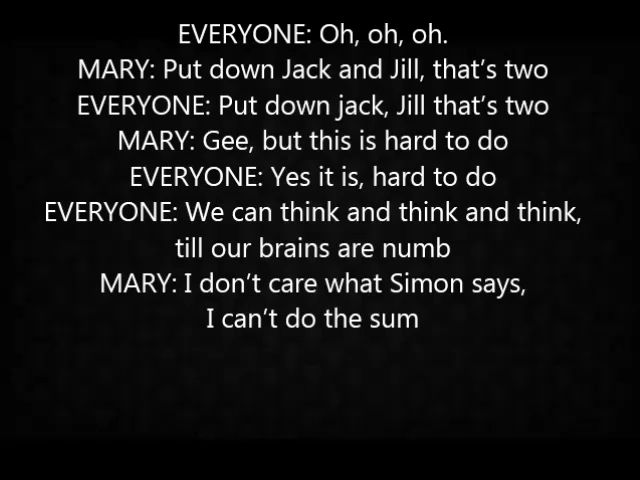 EVERYONE: Oh, oh, oh.
MARY: Put down Jack and Jill, that’s two
EVERYONE: Put down jack, Jill that’s two
MARY: Gee, but this is hard to do
EVERYONE: Yes it is, hard to do
EVERYONE: We can think and think and think,
till our brains are numb
MARY: I don’t care what Simon says,
I can’t do the sum